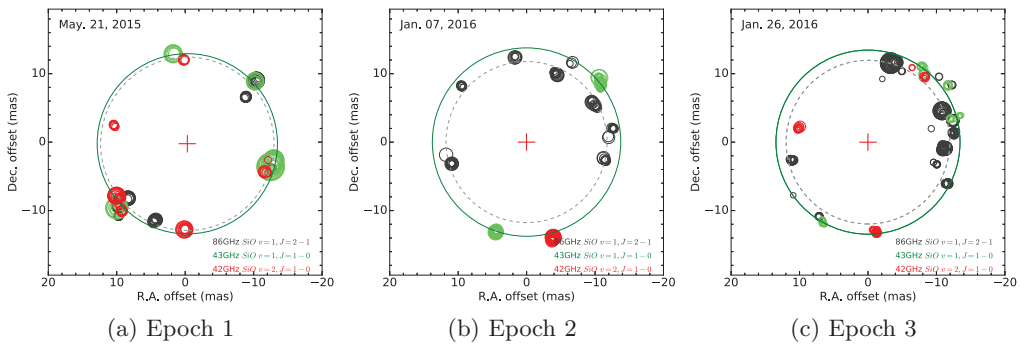 May. 21, 2015
10
0
−10
Dec. offset (mas)
86GHz SiO v=1, J=2−1
43GHz SiO v=1, J=1−0
42GHz SiO v=2, J=1−0
20 10 0 −10 −20
R.A. offset (mas)
(a) Epoch 1
Jan. 07, 2016
10
0
−10
Dec. offset (mas)
6GHz SiO v=1, J=2−1
43GHz SiO v=1, J=1−0
42GHz SiO v=2, J=1−0
20 10 0 −10 −20
R.A. offset (mas)
(b) Epoch 2
Jan. 26, 2016
10
0
−10
Dec. offset (mas)
86GHz SiO v=1, J=2−1
43GHz SiO v=1, J=1−0
42GHz SiO v=2, J=1−0
20 10 0 −10 −20
R.A. offset (mas)
(c) Epoch 3